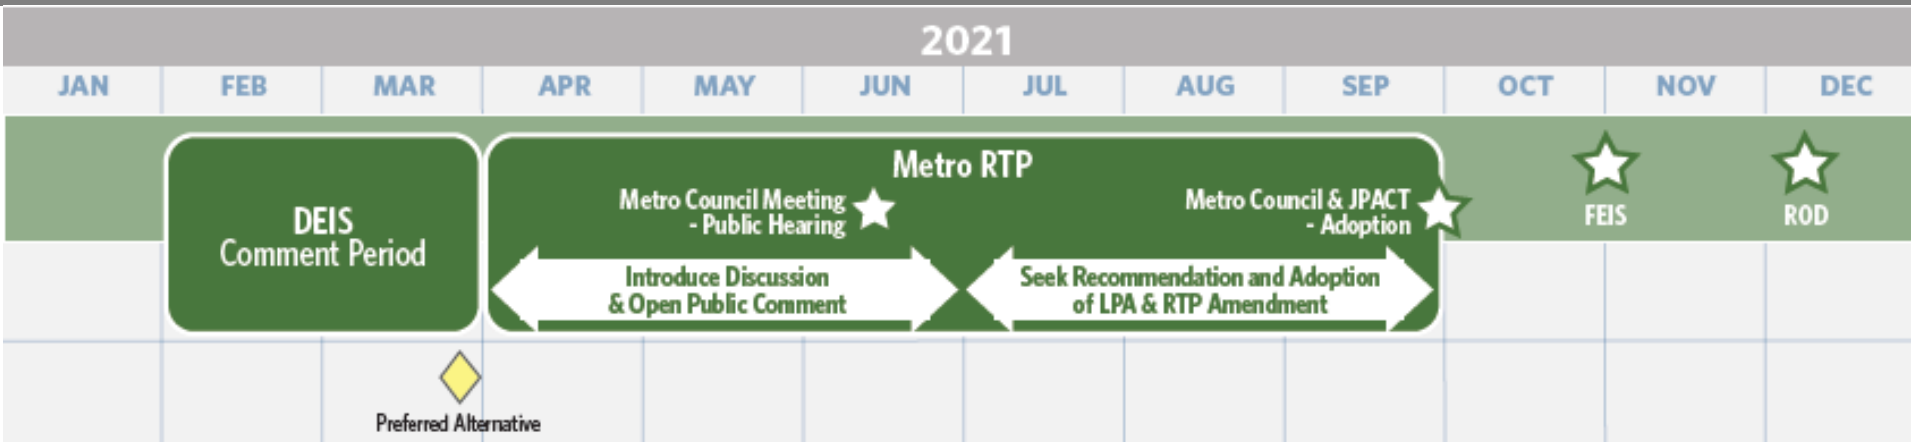 2021
JAN FEB MAR APR MAY JUN JUL AUG SEP OCT NOV DEC
DEIS
Comment Period
Metro RTP
Metro Council Meeting
- Public Hearing
Metro Council & JPACT
- Adoption
Introduce Discussion
& Open Public Comment
Seek Recommendation and Adoption
of LPA & RTP Amendment
FEIS
ROD
Preferred Alternative